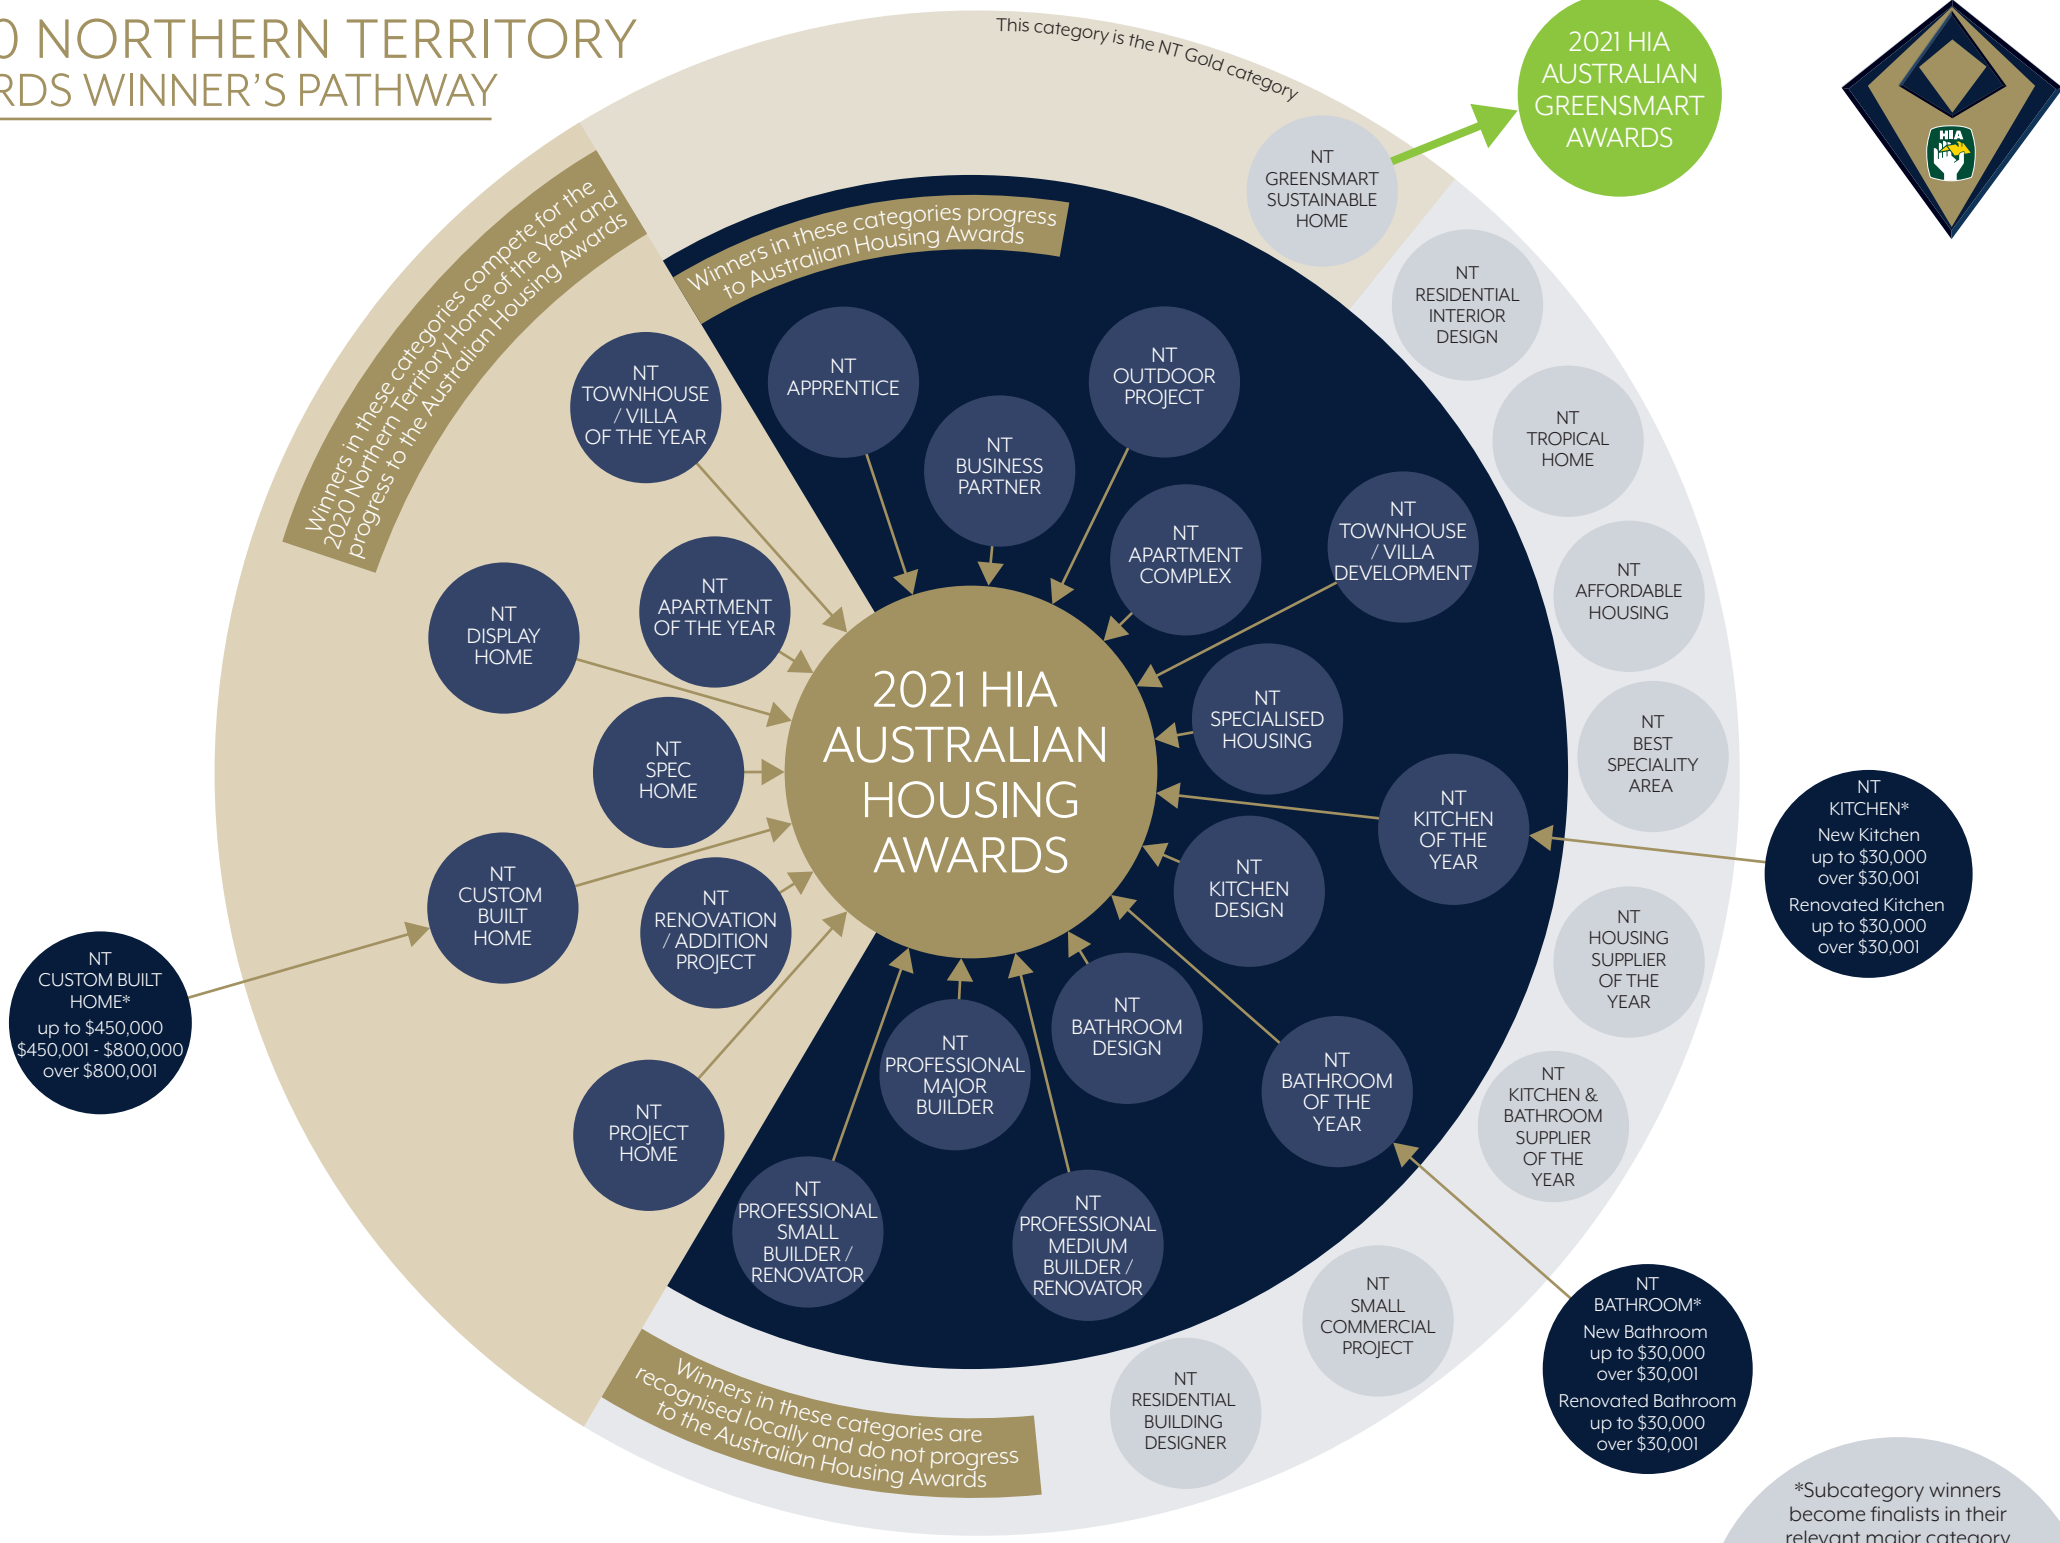 0 NORTHERN TERRITORY
RDS WINNER'S PATHWAY
This category is the NT Gold category
2021 HIA
AUSTRALIAN
GREENSMART
AWARDS
HIA
NT
GREENSMART
SUSTAINABLE
HOME
Winners in these categories compete for the
2020 Northern Territory Home of the Year and
progress to the Australian Housing Awards
Winners in these categories progress
to Australian Housing Awards
NT
RESIDENTIAL
INTERIOR
DESIGN
NT
TOWNHOUSE
/ VILLA
OF THE YEAR
NT
APPRENTICE
NT
OUTDOOR
PROJECT
NT
BUSINESS
PARTNER
NT
TROPICAL
HOME
NT
APARTMENT
COMPLEX
NT
TOWNHOUSE
/ VILLA
DEVELOPMENT
NT
AFFORDABLE
HOUSING
NT
DISPLAY
HOME
NT
APARTMENT
OF THE YEAR
2021 HIA
AUSTRALIAN
HOUSING
AWARDS
NT
SPECIALISED
HOUSING
NT
BEST
SPECIALITY
AREA
NT
SPEC
HOME
NT
KITCHEN
OF THE
YEAR
NT
KITCHEN*
New Kitchen
up to $30,000
over $30,001
Renovated Kitchen
up to $30,000
over $30,001
NT
CUSTOM
BUILT
HOME
NT
RENOVATION
/ ADDITION
PROJECT
NT
KITCHEN
DESIGN
NT
HOUSING
SUPPLIER
OF THE
YEAR
NT
CUSTOM BUILT
HOME*
up to $450,000
$450,001 - $800,000
over $800,001
NT
PROJECT
HOME
NT
PROFESSIONAL
MAJOR
BUILDER
NT
BATHROOM
DESIGN
NT
BATHROOM
OF THE
YEAR
NT
KITCHEN &
BATHROOM
SUPPLIER
OF THE
YEAR
NT
PROFESSIONAL
SMALL
BUILDER /
RENOVATOR
NT
PROFESSIONAL
MEDIUM
BUILDER /
RENOVATOR
NT
SMALL
COMMERCIAL
PROJECT
NT
BATHROOM*
New Bathroom
up to $30,000
over $30,001
Renovated Bathroom
up to $30,000
over $30,001
Winners in these categories are
recognised locally and do not progress
to the Australian Housing Awards
NT
RESIDENTIAL
BUILDING
DESIGNER
*Subcategory winners
become finalists in their
relevant major category